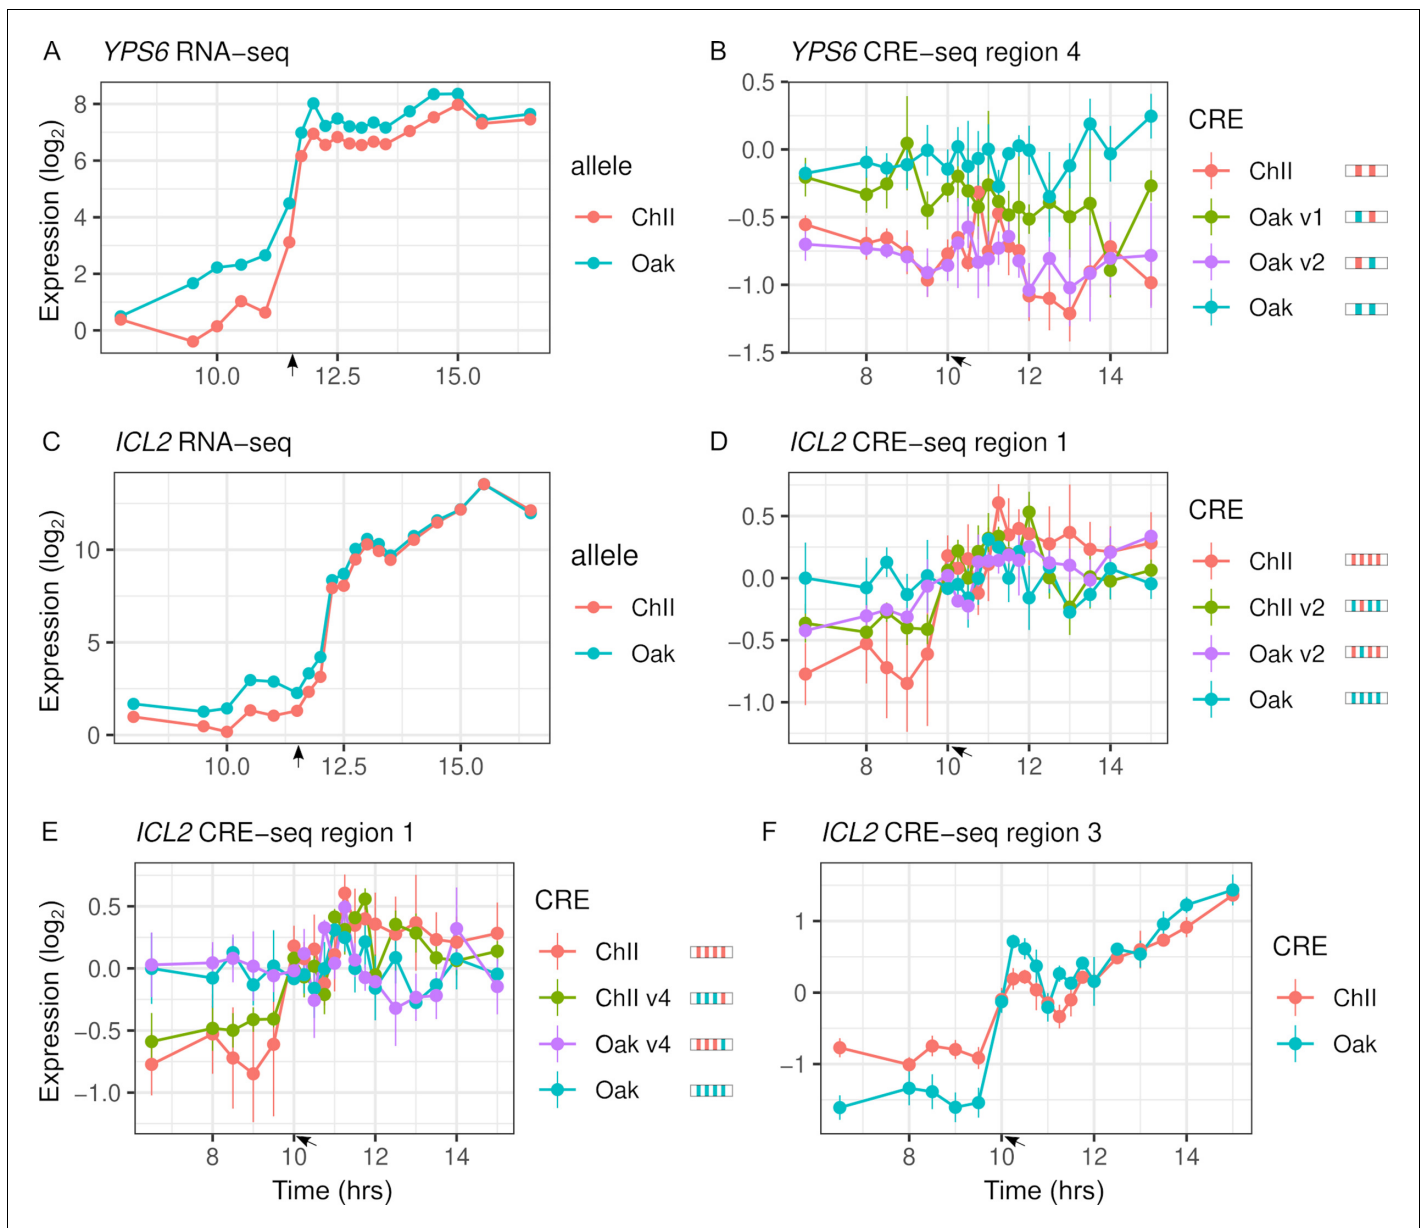 A YPS6 RNA−seq
Expression (log2)
8
6
4
2
0
10.0 12.5 15.0
allele
ChII
Oak
B YPS6 CRE−seq region 4
0.5
0.0
−0.5
−1.0
−1.5
8 10 12 14
CRE
ChII
Oak v1
Oak v2
Oak
C ICL2 RNA−seq
Expression (log2)
10
5
0
10.0 12.5 15.0
allele
ChII
Oak
D ICL2 CRE−seq region 1
0.5
0.0
−0.5
−1.0
8 10 12 14
CRE
ChII
ChII v2
Oak v2
Oak
E ICL2 CRE−seq region 1
Expression (log2)
0.5
0.0
−0.5
−1.0
8 10 12 14
Time (hrs)
CRE
ChII
ChII v4
Oak v4
Oak
F ICL2 CRE−seq region 3
1
0
−1
8 10 12 14
Time (hrs)
CRE
ChII
Oak